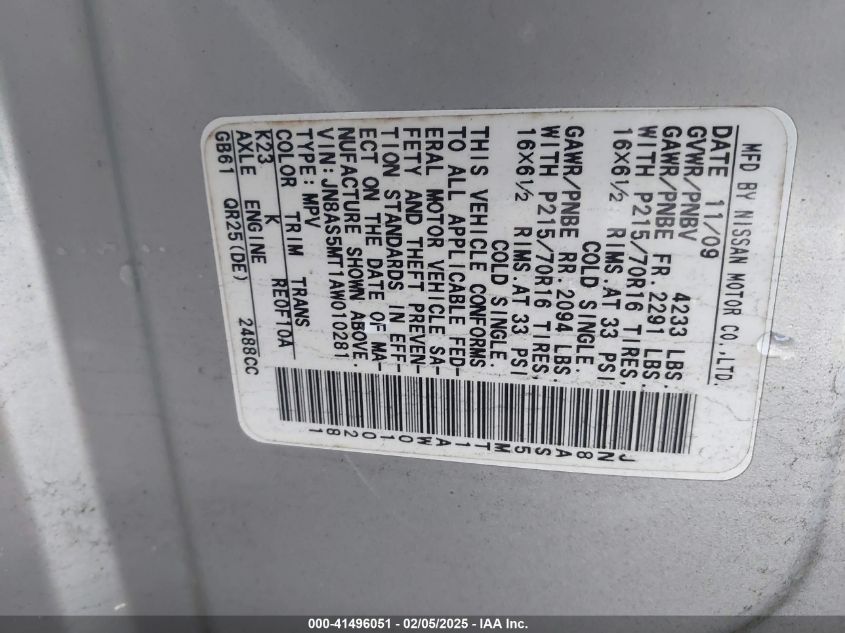 MFD BY NISSAN MOTOR CO.,LTD.
DATE 11/09
GVWR/PNBV 4233 LBS.
GAWR/PNBE FR. 2291 LBS.
WITH P215/70R16 TIRES,
16X6½ RIMS.AT 33 PSI
COLD SINGLE.
GAWR/PNBE RR. 2094 LBS.
WITH P215/70R16 TIRES,
16X6½ RIMS.AT 33 PSI
COLD SINGLE.
THIS VEHICLE CONFORMS
TO ALL APPLICABLE FED-
ERAL MOTOR VEHICLE SA-
FETY AND THEFT PREVEN-
TION STANDARDS IN EFF-
ECT ON THE DATE OF MA-
NUFACTURE SHOWN ABOVE.
VIN:JN8AS5MT1AW010281
TYPE: MPV
COLOR TRIM TRANS
K23 K RE0F10A
AXLE ENGINE
GB61 QR25(DE) 2488CC
JN8AS5MT1AW010281
000-41496051 — 02/05/2025 - IAA Inc.